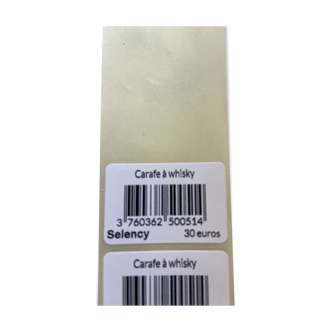 Carafe à whisky
3 760362 500514
Selency 30 euros
Carafe à whisky